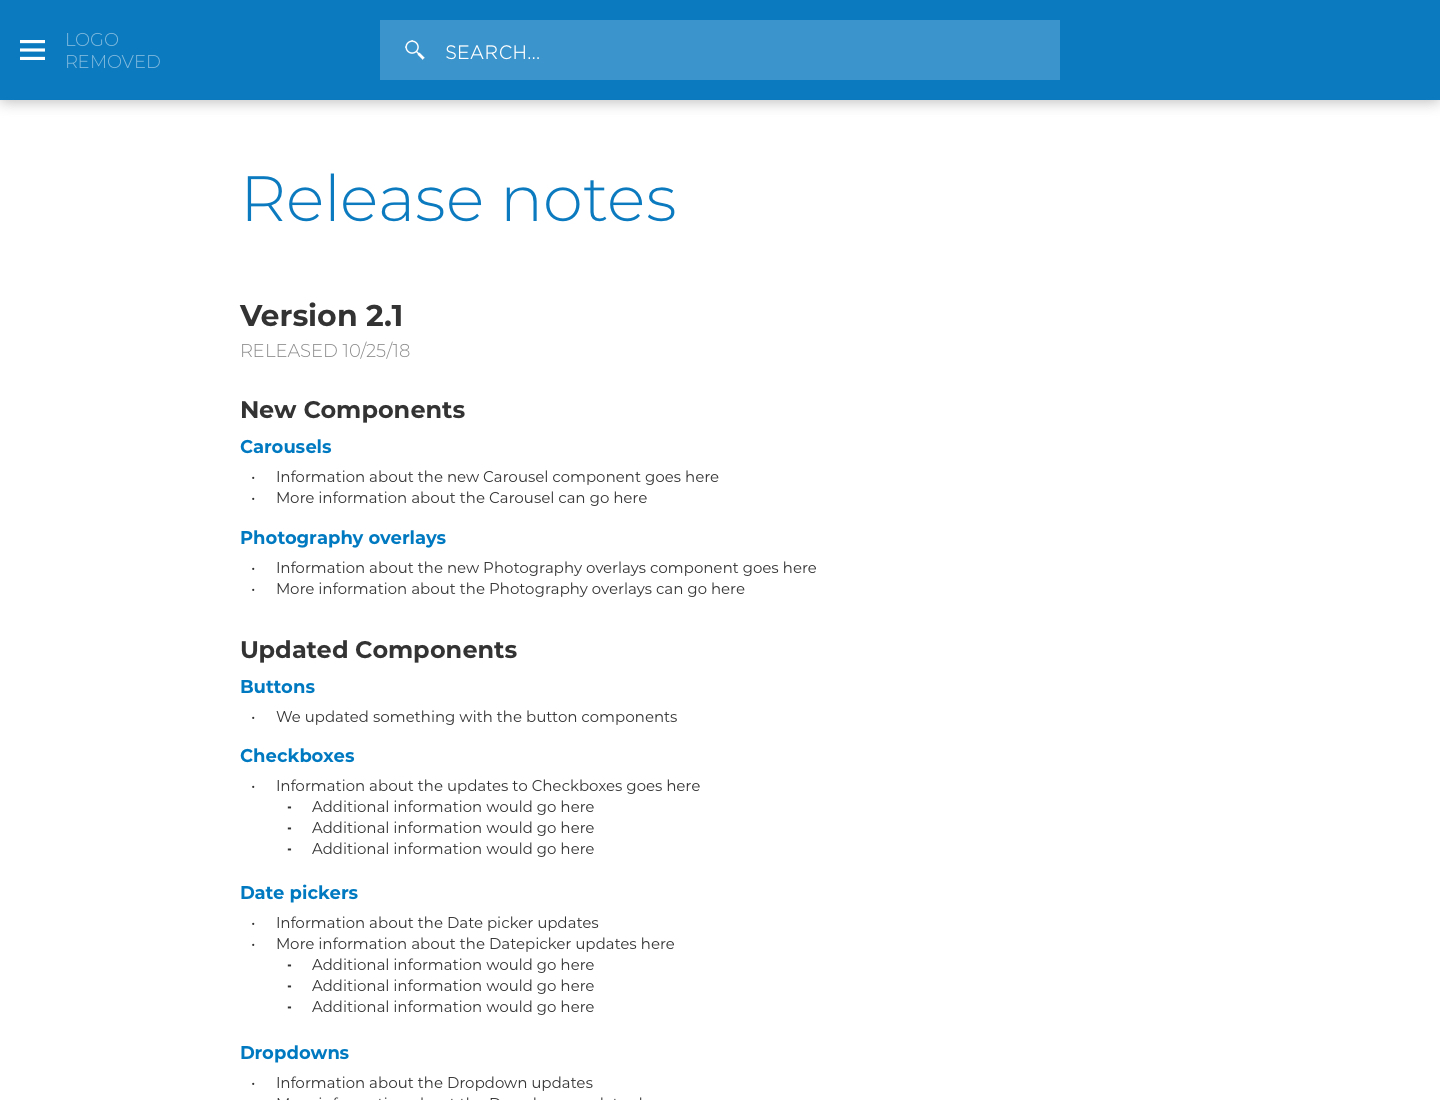 LOGO
REMOVED
SEARCH...
Release notes
Version 2.1
RELEASED 10/25/18
New Components
Carousels
• Information about the new Carousel component goes here
• More information about the Carousel can go here
Photography overlays
• Information about the new Photography overlays component goes here
• More information about the Photography overlays can go here
Updated Components
Buttons
• We updated something with the button components
Checkboxes
• Information about the updates to Checkboxes goes here
- Additional information would go here
- Additional information would go here
- Additional information would go here
Date pickers
• Information about the Date picker updates
• More information about the Datepicker updates here
- Additional information would go here
- Additional information would go here
- Additional information would go here
Dropdowns
• Information about the Dropdown updates